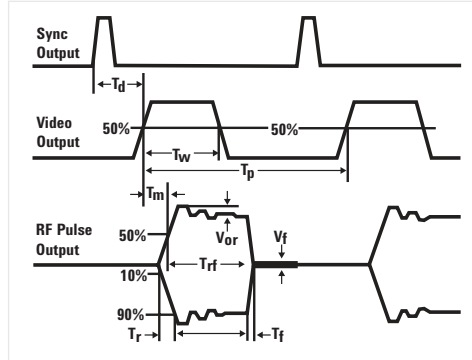 Sync
Output
Td
Video
Output
50%
50%
Tw
Tp
Tm
RF Pulse
Output
50%
Vor
Vf
Trf
10%
90%
Tr
Tf